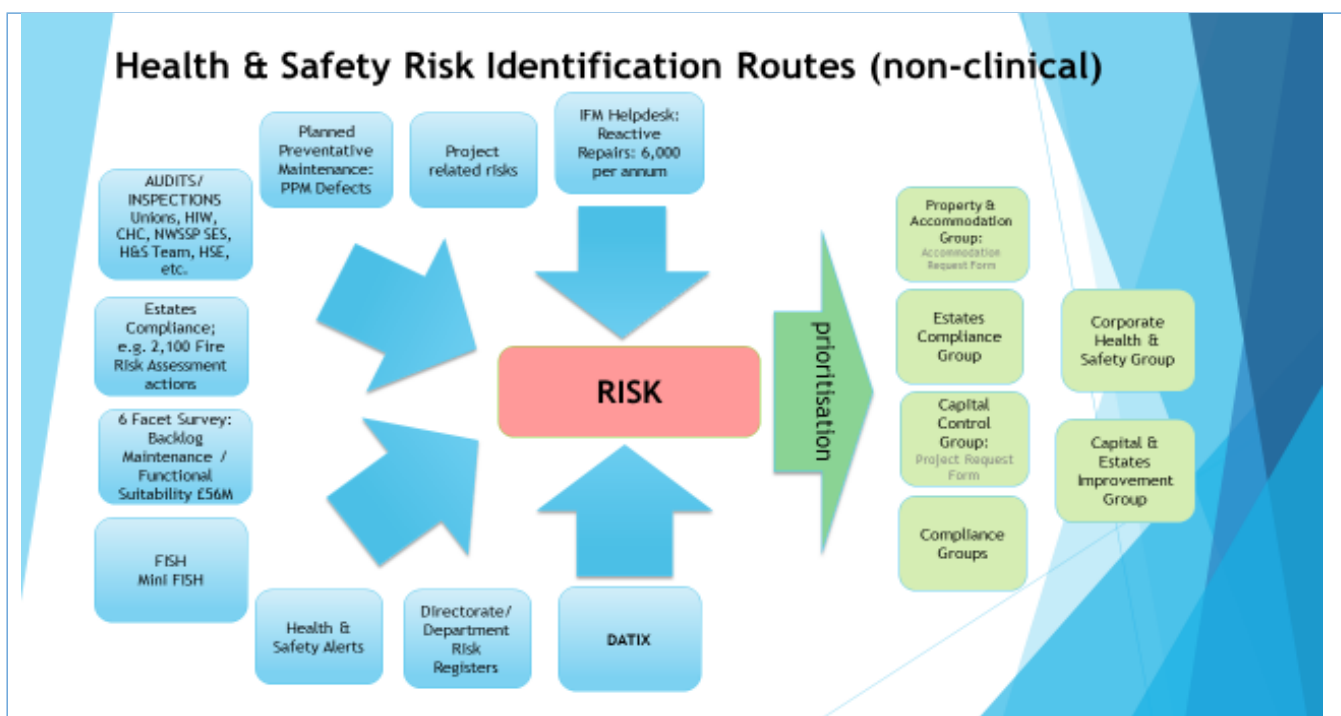 Health & Safety Risk Identification Routes (non-clinical)
Planned
Preventative
Maintenance:
PPM Defects
Project
related risks
IFM Helpdesk:
Reactive
Repairs: 6,000
per annum
AUDITS/
INSPECTIONS
Unions, HIW,
CHC, NWSSP SES,
H&S Team, HSE,
etc.
Estates
Compliance;
e.g. 2,100 Fire
Risk Assessment
actions
6 Facet Survey:
Backlog
Maintenance /
Functional
Suitability £56M
FISH
Mini FISH
Health &
Safety Alerts
Directorate/
Department
Risk
Registers
DATIX
RISK
prioritisation
Property &
Accommodation
Group:
Accommodation
Request Form
Estates
Compliance
Group
Capital
Control
Group:
Project Request
Form
Compliance
Groups
Corporate
Health &
Safety Group
Capital &
Estates
Improvement
Group